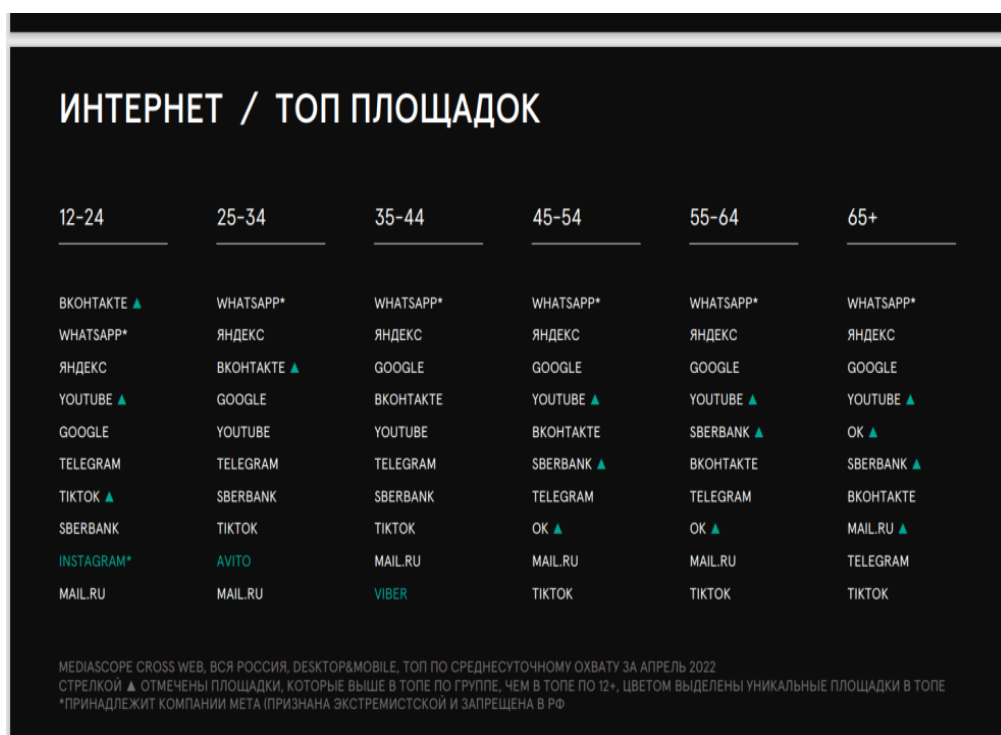 ИНТЕРНЕТ / ТОП ПЛОЩАДОК
12-24 25-34 35-44 45-54 55-64 65+
ВКОНТАКТЕ ▲ WHATSAPP* WHATSAPP* WHATSAPP* WHATSAPP* WHATSAPP*
WHATSAPP* ЯНДЕКС ЯНДЕКС ЯНДЕКС ЯНДЕКС ЯНДЕКС
ЯНДЕКС ВКОНТАКТЕ ▲ GOOGLE GOOGLE GOOGLE GOOGLE
YOUTUBE ▲ GOOGLE ВКОНТАКТЕ YOUTUBE ▲ YOUTUBE ▲ YOUTUBE ▲
GOOGLE YOUTUBE YOUTUBE ВКОНТАКТЕ SBERBANK ▲ OK ▲
TELEGRAM TELEGRAM TELEGRAM SBERBANK ▲ ВКОНТАКТЕ SBERBANK ▲
TIKTOK ▲ SBERBANK SBERBANK TELEGRAM TELEGRAM ВКОНТАКТЕ
SBERBANK TIKTOK TIKTOK OK ▲ OK ▲ MAIL.RU ▲
INSTAGRAM* AVITO MAIL.RU MAIL.RU MAIL.RU TELEGRAM
MAIL.RU MAIL.RU VIBER TIKTOK TIKTOK TIKTOK
MEDIASCOPE CROSS WEB, ВСЯ РОССИЯ, DESKTOP&MOBILE, ТОП ПО СРЕДНЕСУТОЧНОМУ ОХВАТУ ЗА АПРЕЛЬ 2022
СТРЕЛКОЙ ▲ ОТМЕЧЕНЫ ПЛОЩАДКИ, КОТОРЫЕ ВЫШЕ В ТОПЕ ПО ГРУППЕ, ЧЕМ В ТОПЕ ПО 12+, ЦВЕТОМ ВЫДЕЛЕНЫ УНИКАЛЬНЫЕ ПЛОЩАДКИ В ТОПЕ
*ПРИНАДЛЕЖИТ КОМПАНИИ МЕТА (ПРИЗНАНА ЭКСТРЕМИСТСКОЙ И ЗАПРЕЩЕНА В РФ